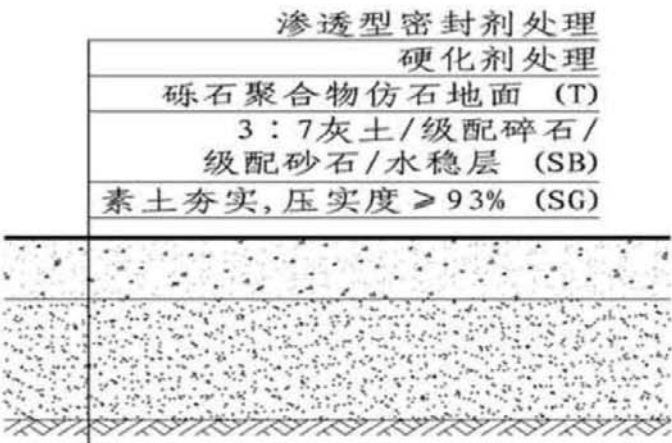 渗透型密封剂处理
硬化剂处理
砾石聚合物仿石地面 (T)
3：7灰土/级配碎石/
级配砂石/水稳层 (SB)
素土夯实,压实度≥93% (SG)